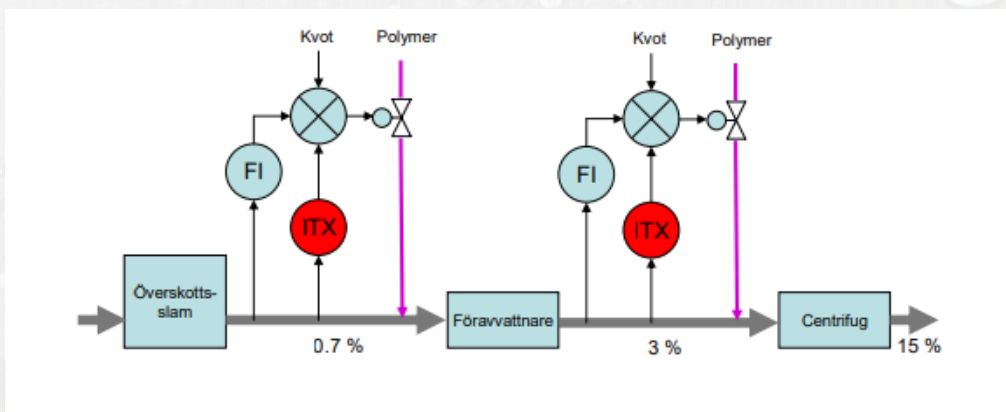 Kvot
Polymer
Kvot
Polymer
FI
FI
ITX
ITX
Överskotts-
slam
Föravvattnare
Centrifug
0.7 %
3 %
15 %